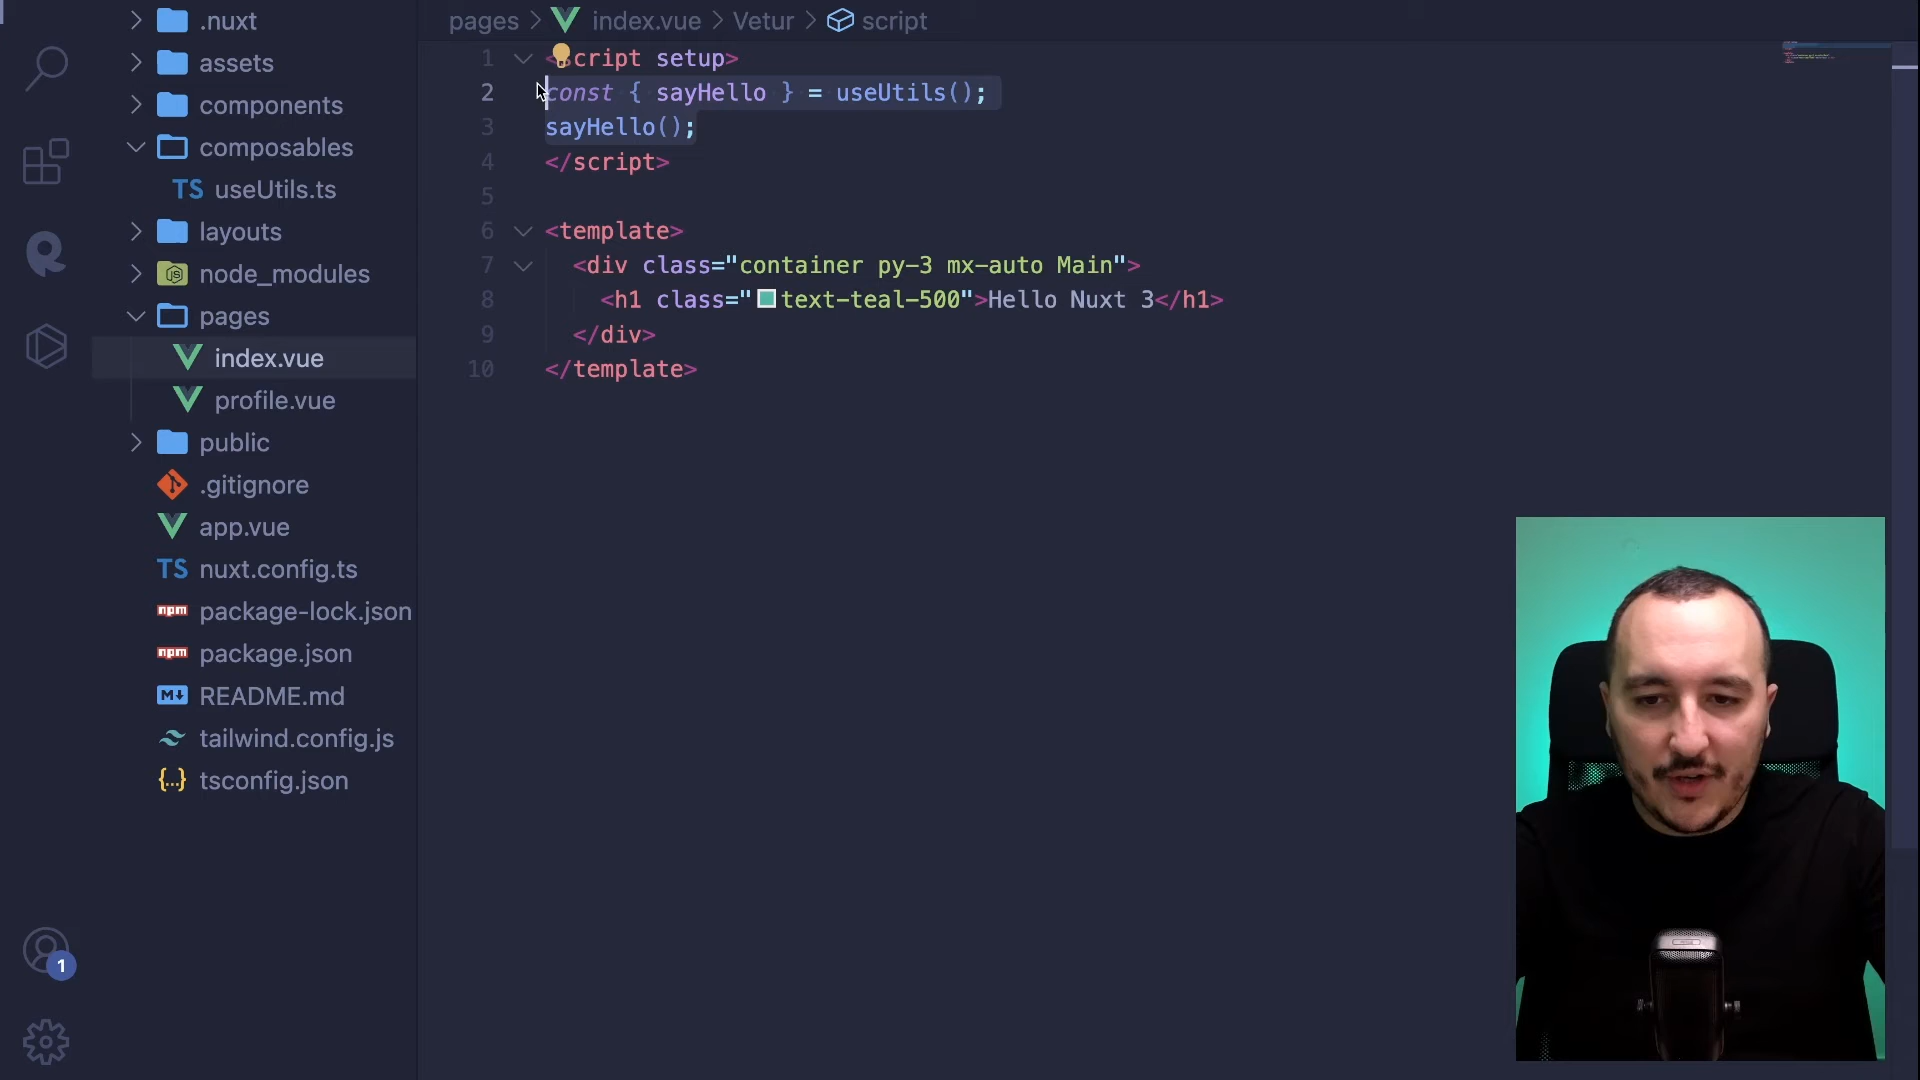 .nuxt
assets
components
composables
TS useUtils.ts
layouts
node_modules
pages
index.vue
profile.vue
public
.gitignore
app.vue
TS nuxt.config.ts
npm package-lock.json
npm package.json
M↓ README.md
tailwind.config.js
{...} tsconfig.json
1
pages > index.vue > Vetur > script
1 <script setup>
2 const { sayHello } = useUtils();
3 sayHello();
4 </script>
5
6 <template>
7 <div class="container py-3 mx-auto Main">
8 <h1 class="text-teal-500">Hello Nuxt 3</h1>
9 </div>
10 </template>